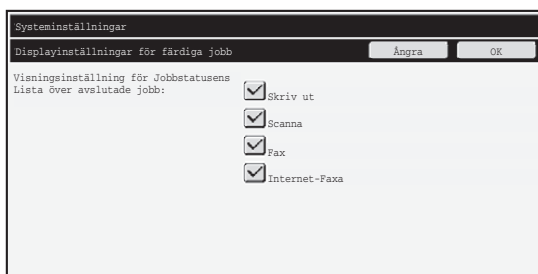 Systeminställningar
Displayinställningar för färdiga jobb
Ångra
OK
Visningsinställning för Jobbstatusens
Lista över avslutade jobb:
Skriv ut
Scanna
Fax
Internet-Faxa